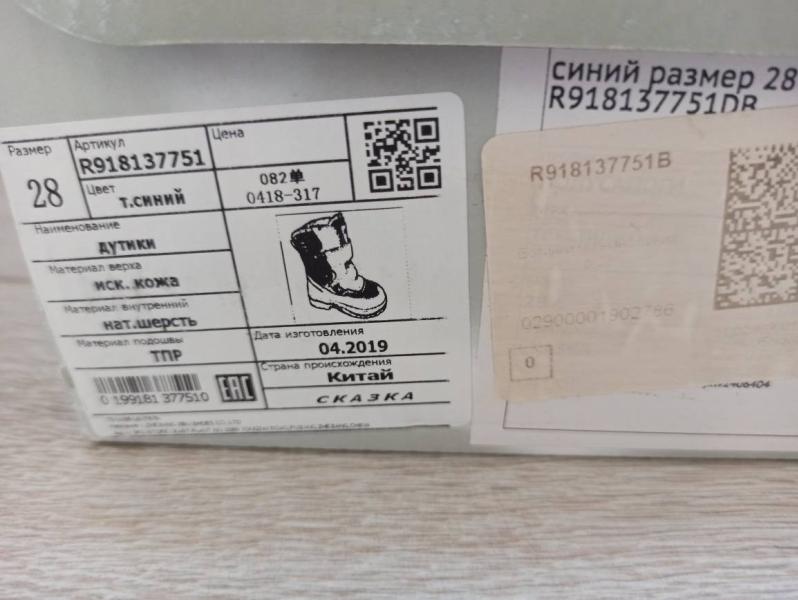 Размер
28
Артикул
R918137751
Цвет
т.синий
Цена
082单
0418-317
Наименование
дутики
Материал верха
иск. кожа
Материал внутренний
нат.шерсть
Материал подошвы
ТПР
Дата изготовления
04.2019
Страна происхождения
Китай
СКАЗКА
0 199181 377510
EAC
синий размер 28
R918137751DB
R918137751B
02900001902786
0